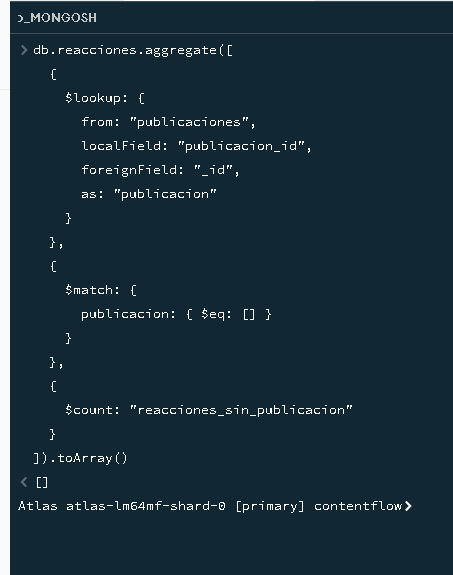 >_MONGOSH
> db.reacciones.aggregate([
    {
      $lookup: {
        from: "publicaciones",
        localField: "publicacion_id",
        foreignField: "_id",
        as: "publicacion"
      }
    },
    {
      $match: {
        publicacion: { $eq: [] }
      }
    },
    {
      $count: "reacciones_sin_publicacion"
    }
  ]).toArray()
< []
Atlas atlas-lm64mf-shard-0 [primary] contentflow>